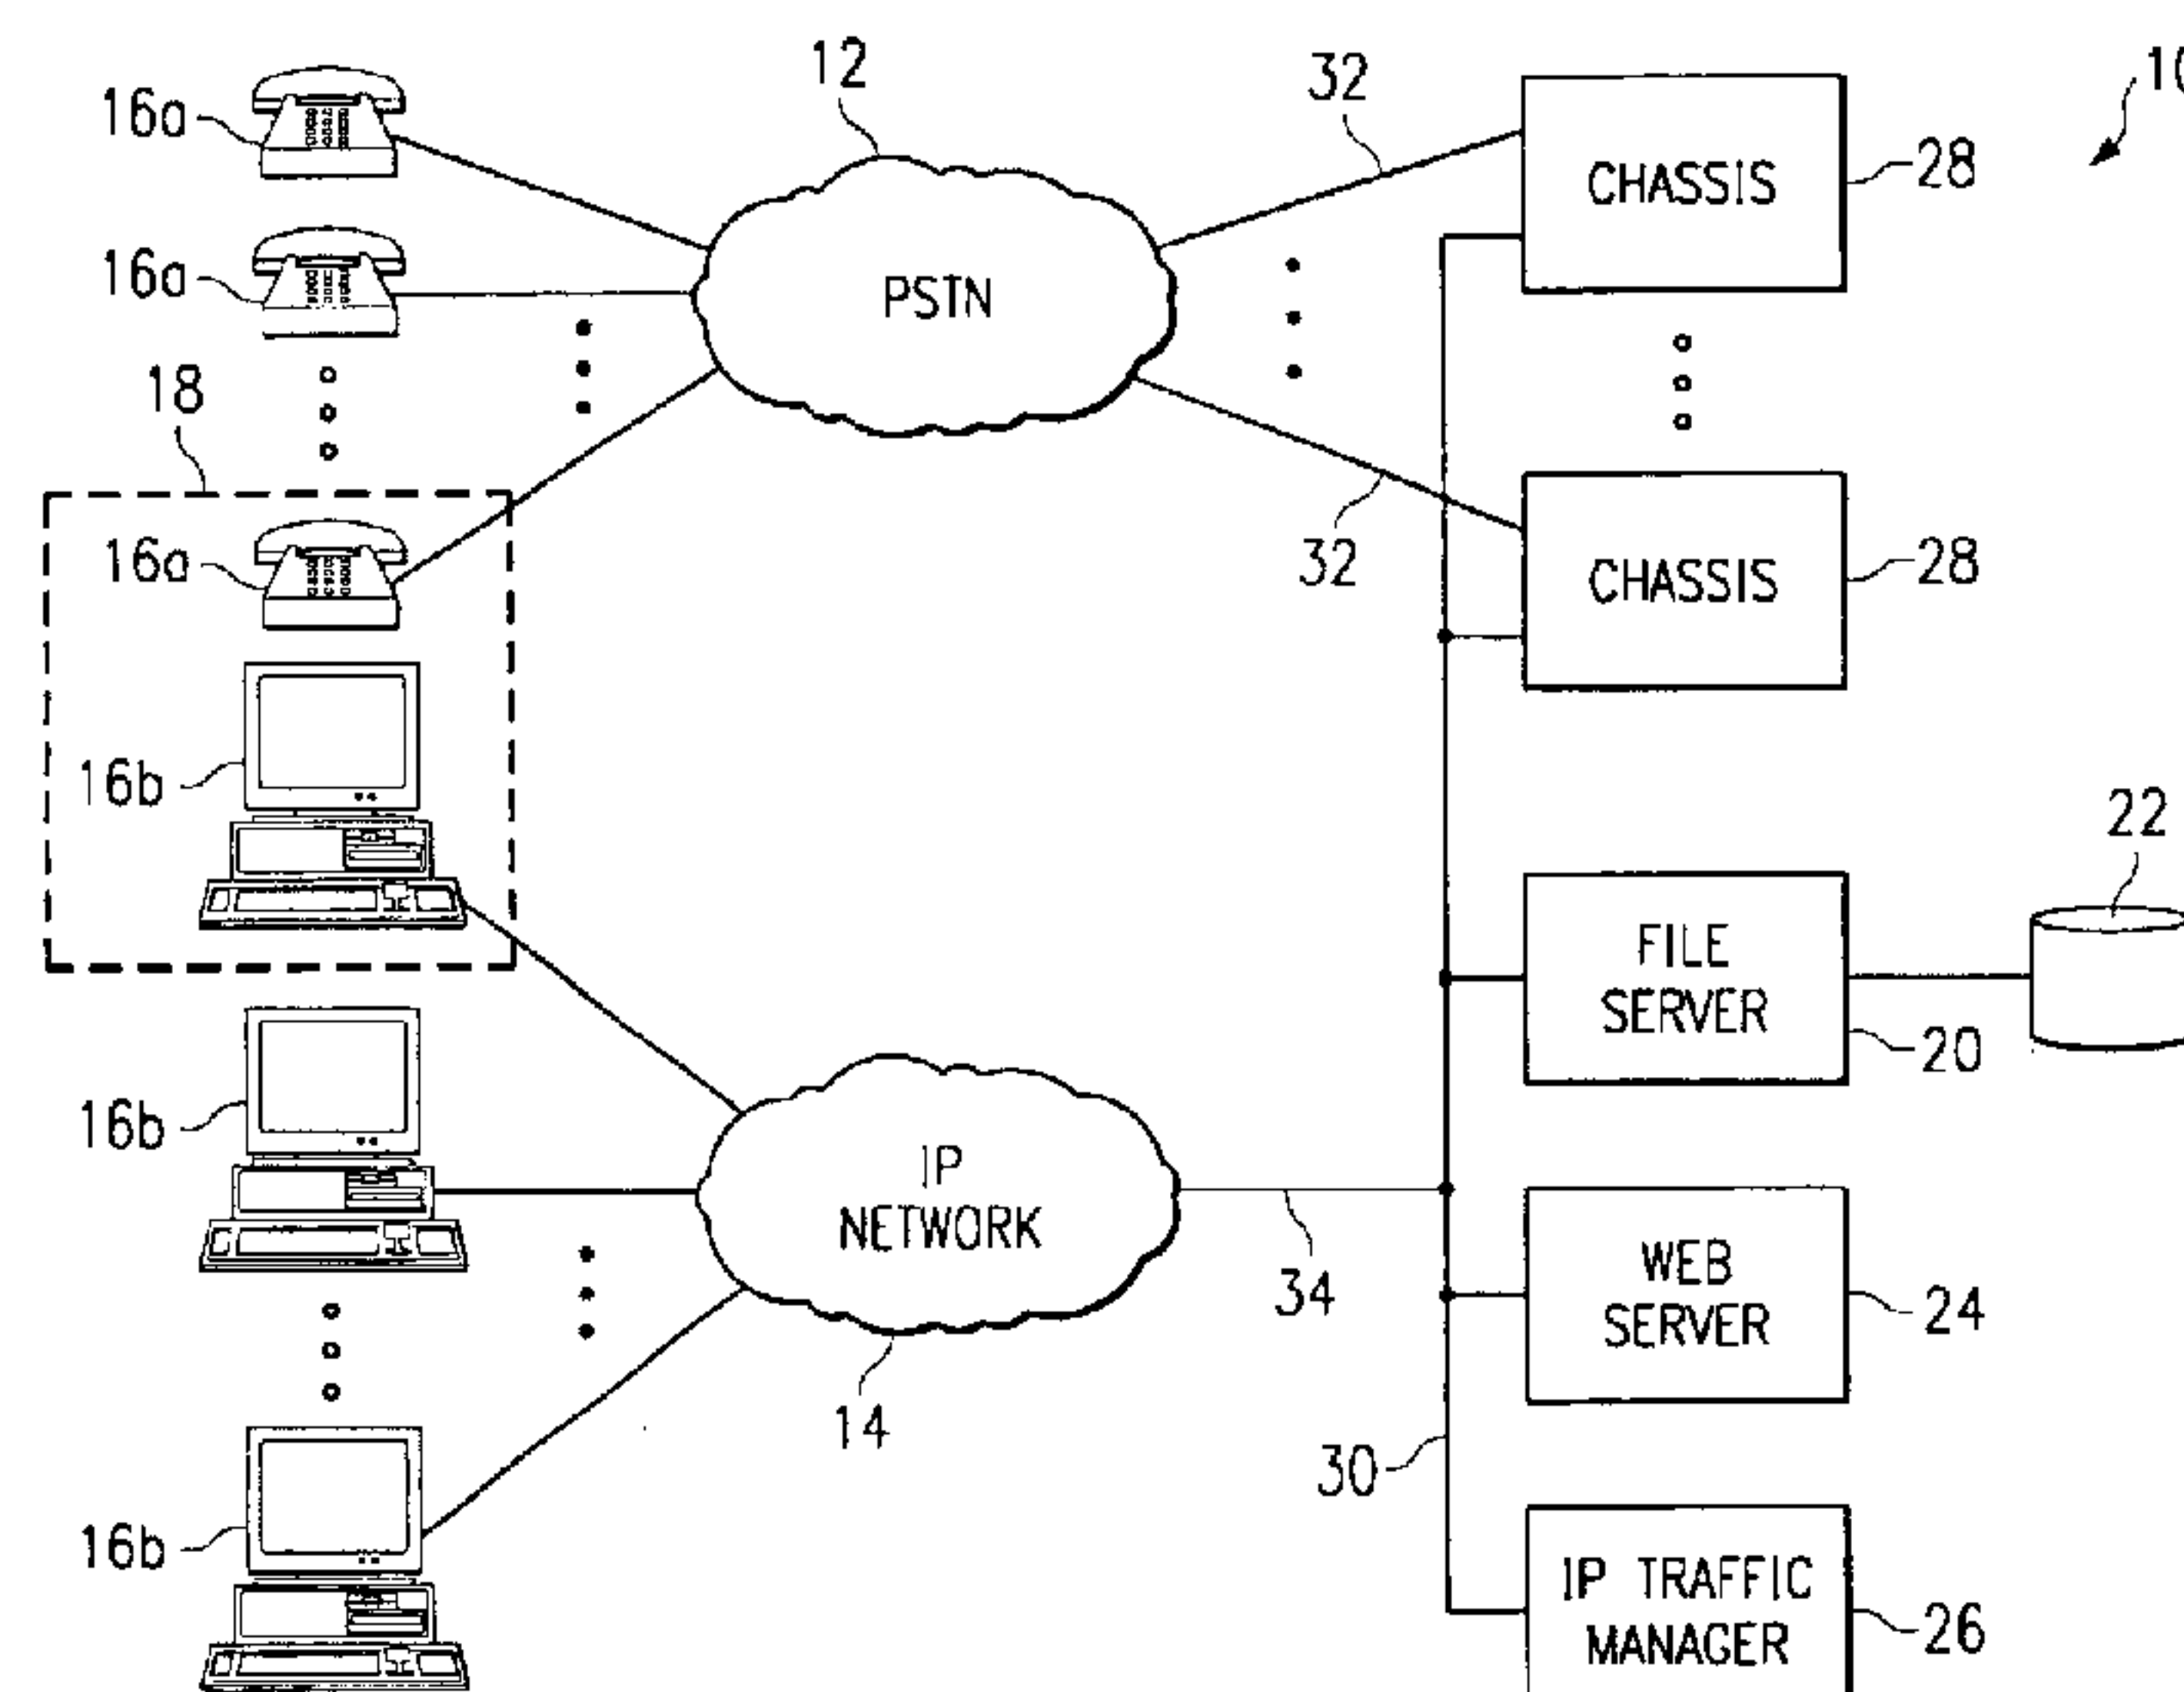 12
32
10
16a
CHASSIS
28
16a
PSTN
18
16a
32
CHASSIS
28
16b
22
FILE
SERVER
20
16b
IP
NETWORK
34
WEB
SERVER
24
14
30
16b
IP TRAFFIC
MANAGER
26